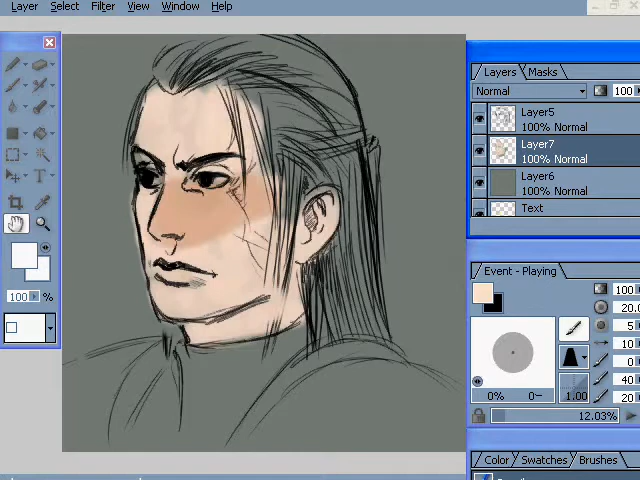 Layer Select Filter View Window Help
Layers Masks
Normal 100
Layer5
100% Normal
Layer7
100% Normal
Layer6
100% Normal
Text
T
Event - Playing
100
20.
5
100 %
10
0
40
0% 0~ 1.00 20
12.03%
Color Swatches Brushes